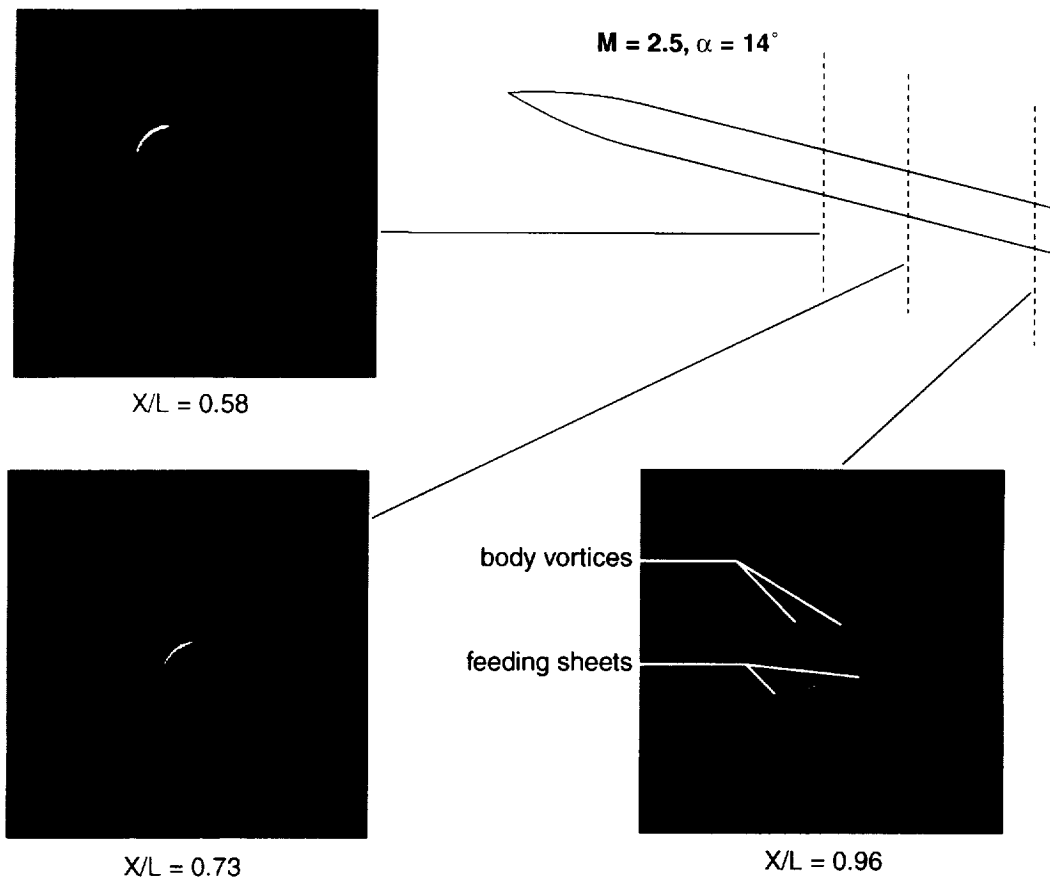 M = 2.5, α = 14°
X/L = 0.58
body vortices
feeding sheets
X/L = 0.73
X/L = 0.96